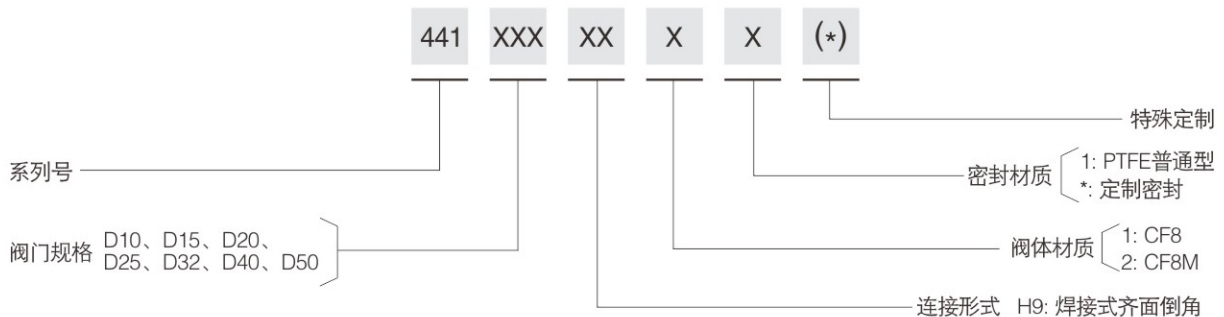 441 XXX XX X X (*)
特殊定制
系列号
密封材质 1: PTFE普通型
*: 定制密封
阀门规格 D10、D15、D20、
D25、D32、D40、D50
阀体材质 1: CF8
2: CF8M
连接形式 H9: 焊接式齐面倒角